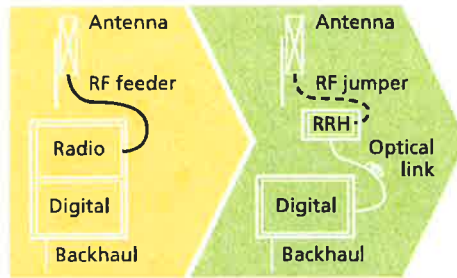 Antenna
RF feeder
Radio
Digital
Backhaul
Antenna
RF jumper
RRH
Optical
link
Digital
Backhaul